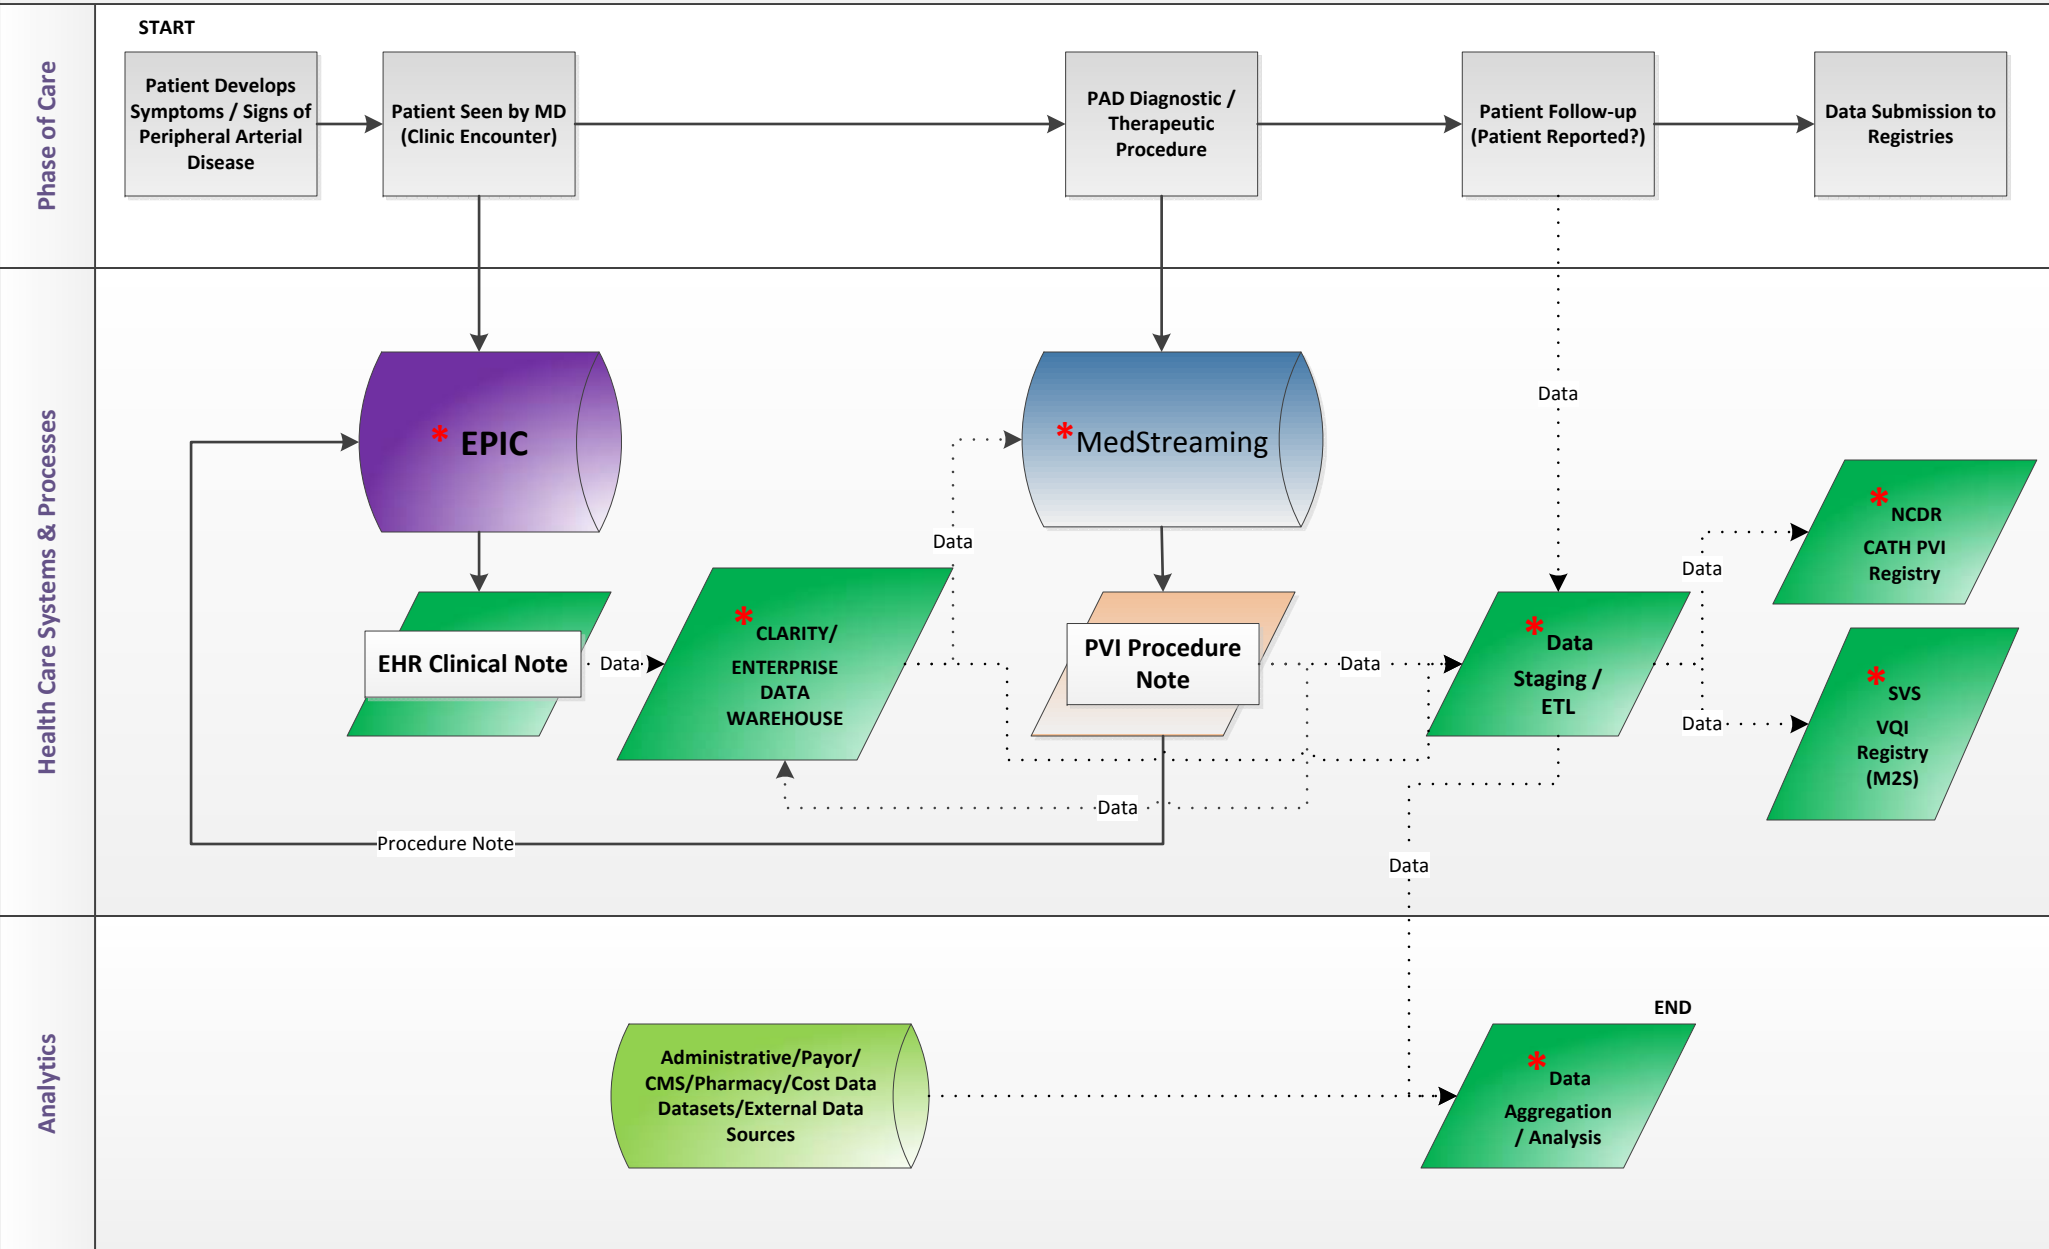 START
Phase of Care
Patient Develops
Symptoms / Signs of
Peripheral Arterial
Disease
Patient Seen by MD
(Clinic Encounter)
PAD Diagnostic /
Therapeutic
Procedure
Patient Follow-up
(Patient Reported?)
Data Submission to
Registries
Health Care Systems & Processes
* EPIC
*MedStreaming
Data
Data
EHR Clinical Note
Data
*
CLARITY/
ENTERPRISE
DATA
WAREHOUSE
PVI Procedure
Note
Data
* Data
Staging /
ETL
Data
Data
*
NCDR
CATH PVI
Registry
*
SVS
VQI
Registry
(M2S)
Data
Procedure Note
Data
Analytics
Administrative/Payor/
CMS/Pharmacy/Cost Data
Datasets/External Data
Sources
END
*
Data
Aggregation
/ Analysis